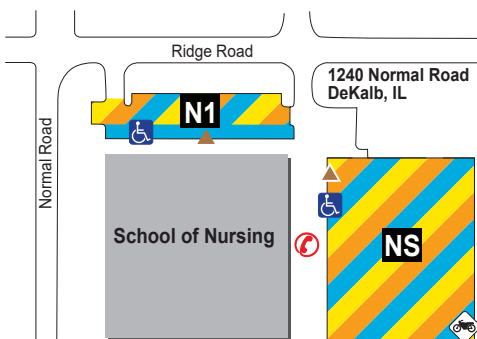 Ridge Road
1240 Normal Road
DeKalb, IL
N1
Normal Road
School of Nursing
NS